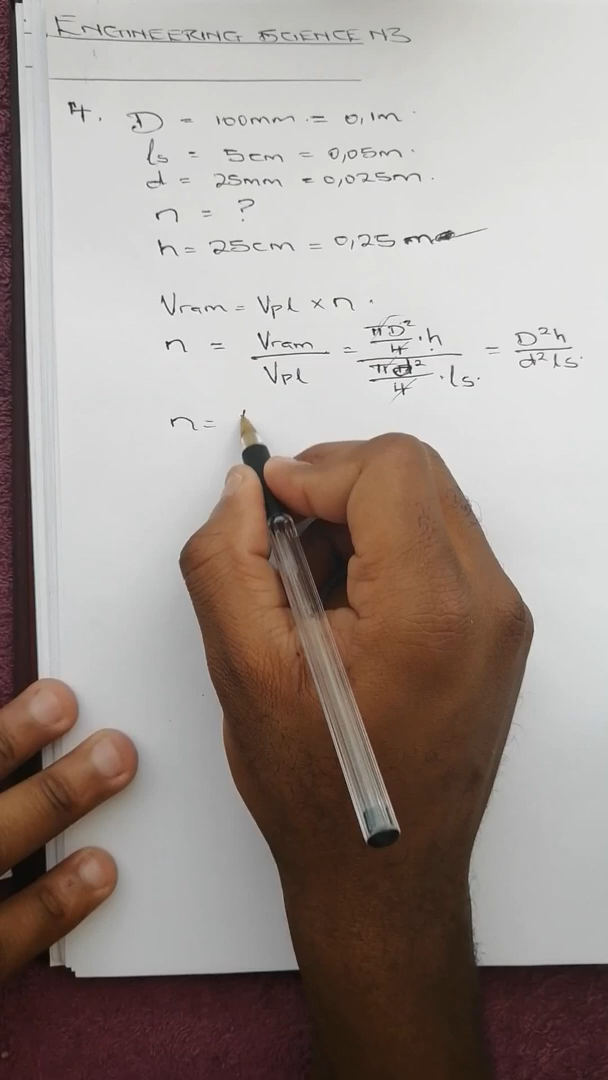 ENGINEERING SCIENCE N3
4. D = 100mm = 0,1m
ls = 5cm = 0,05m.
d = 25mm = 0,025m.
n = ?
h = 25cm = 0,25 m
Vram = Vpl × n.
n = Vram/Vpl = (πD²/4 · h)/(πd²/4 · ls.) = D²h/d²ls.
n =